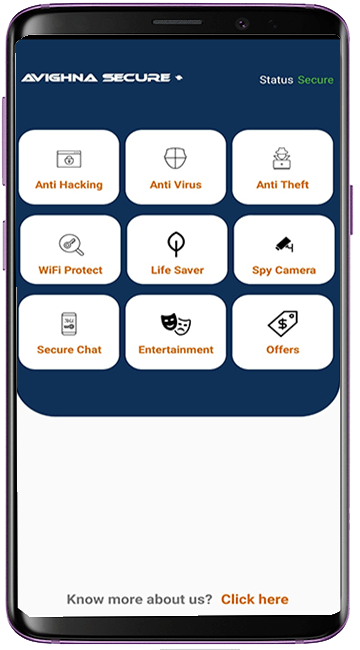 AVIGHNA SECURE
Status Secure
Anti Hacking
Anti Virus
Anti Theft
WiFi Protect
Life Saver
Spy Camera
Secure Chat
Entertainment
Offers
Know more about us? Click here